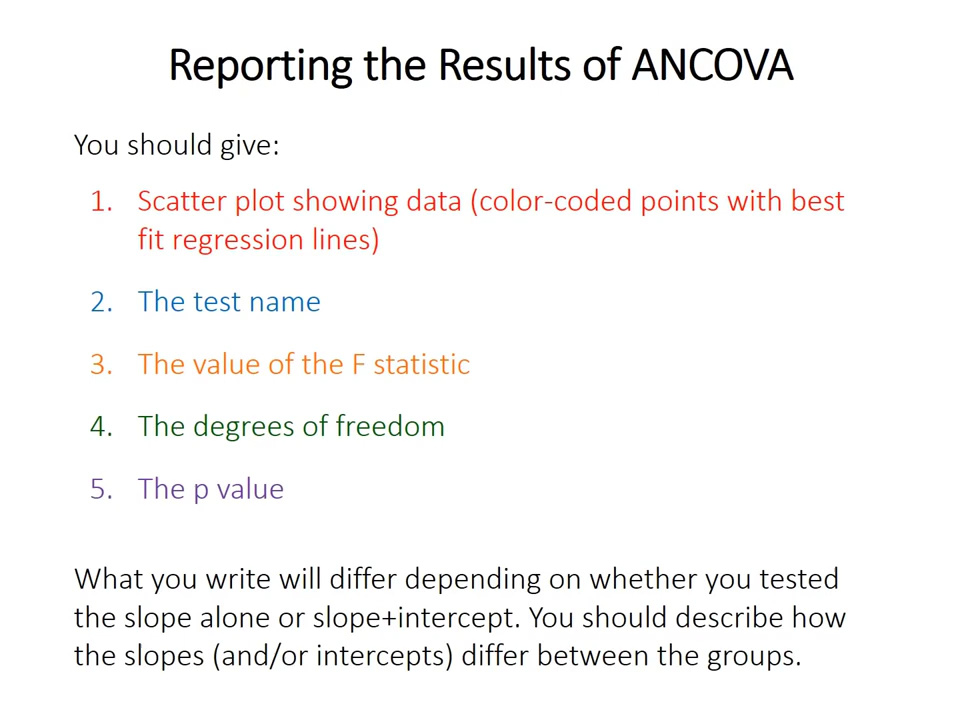 Reporting the Results of ANCOVA
You should give:
1. Scatter plot showing data (color-coded points with best
fit regression lines)
2. The test name
3. The value of the F statistic
4. The degrees of freedom
5. The p value
What you write will differ depending on whether you tested
the slope alone or slope+intercept. You should describe how
the slopes (and/or intercepts) differ between the groups.